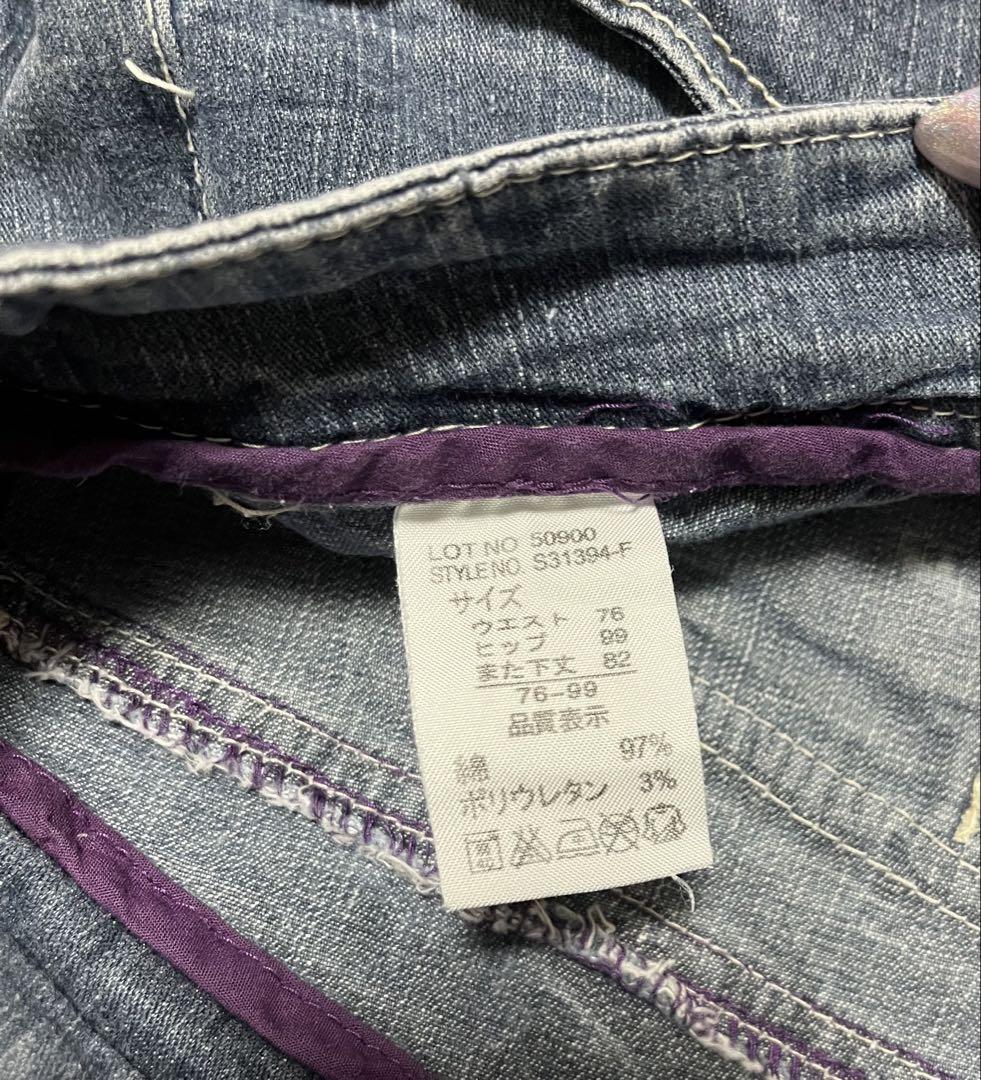 LOT NO 50900
STYLE NO. S31394-F
サイズ
ウエスト 76
ヒップ 99
また下丈 82
76-99
品質表示
綿 97%
ポリウレタン 3%